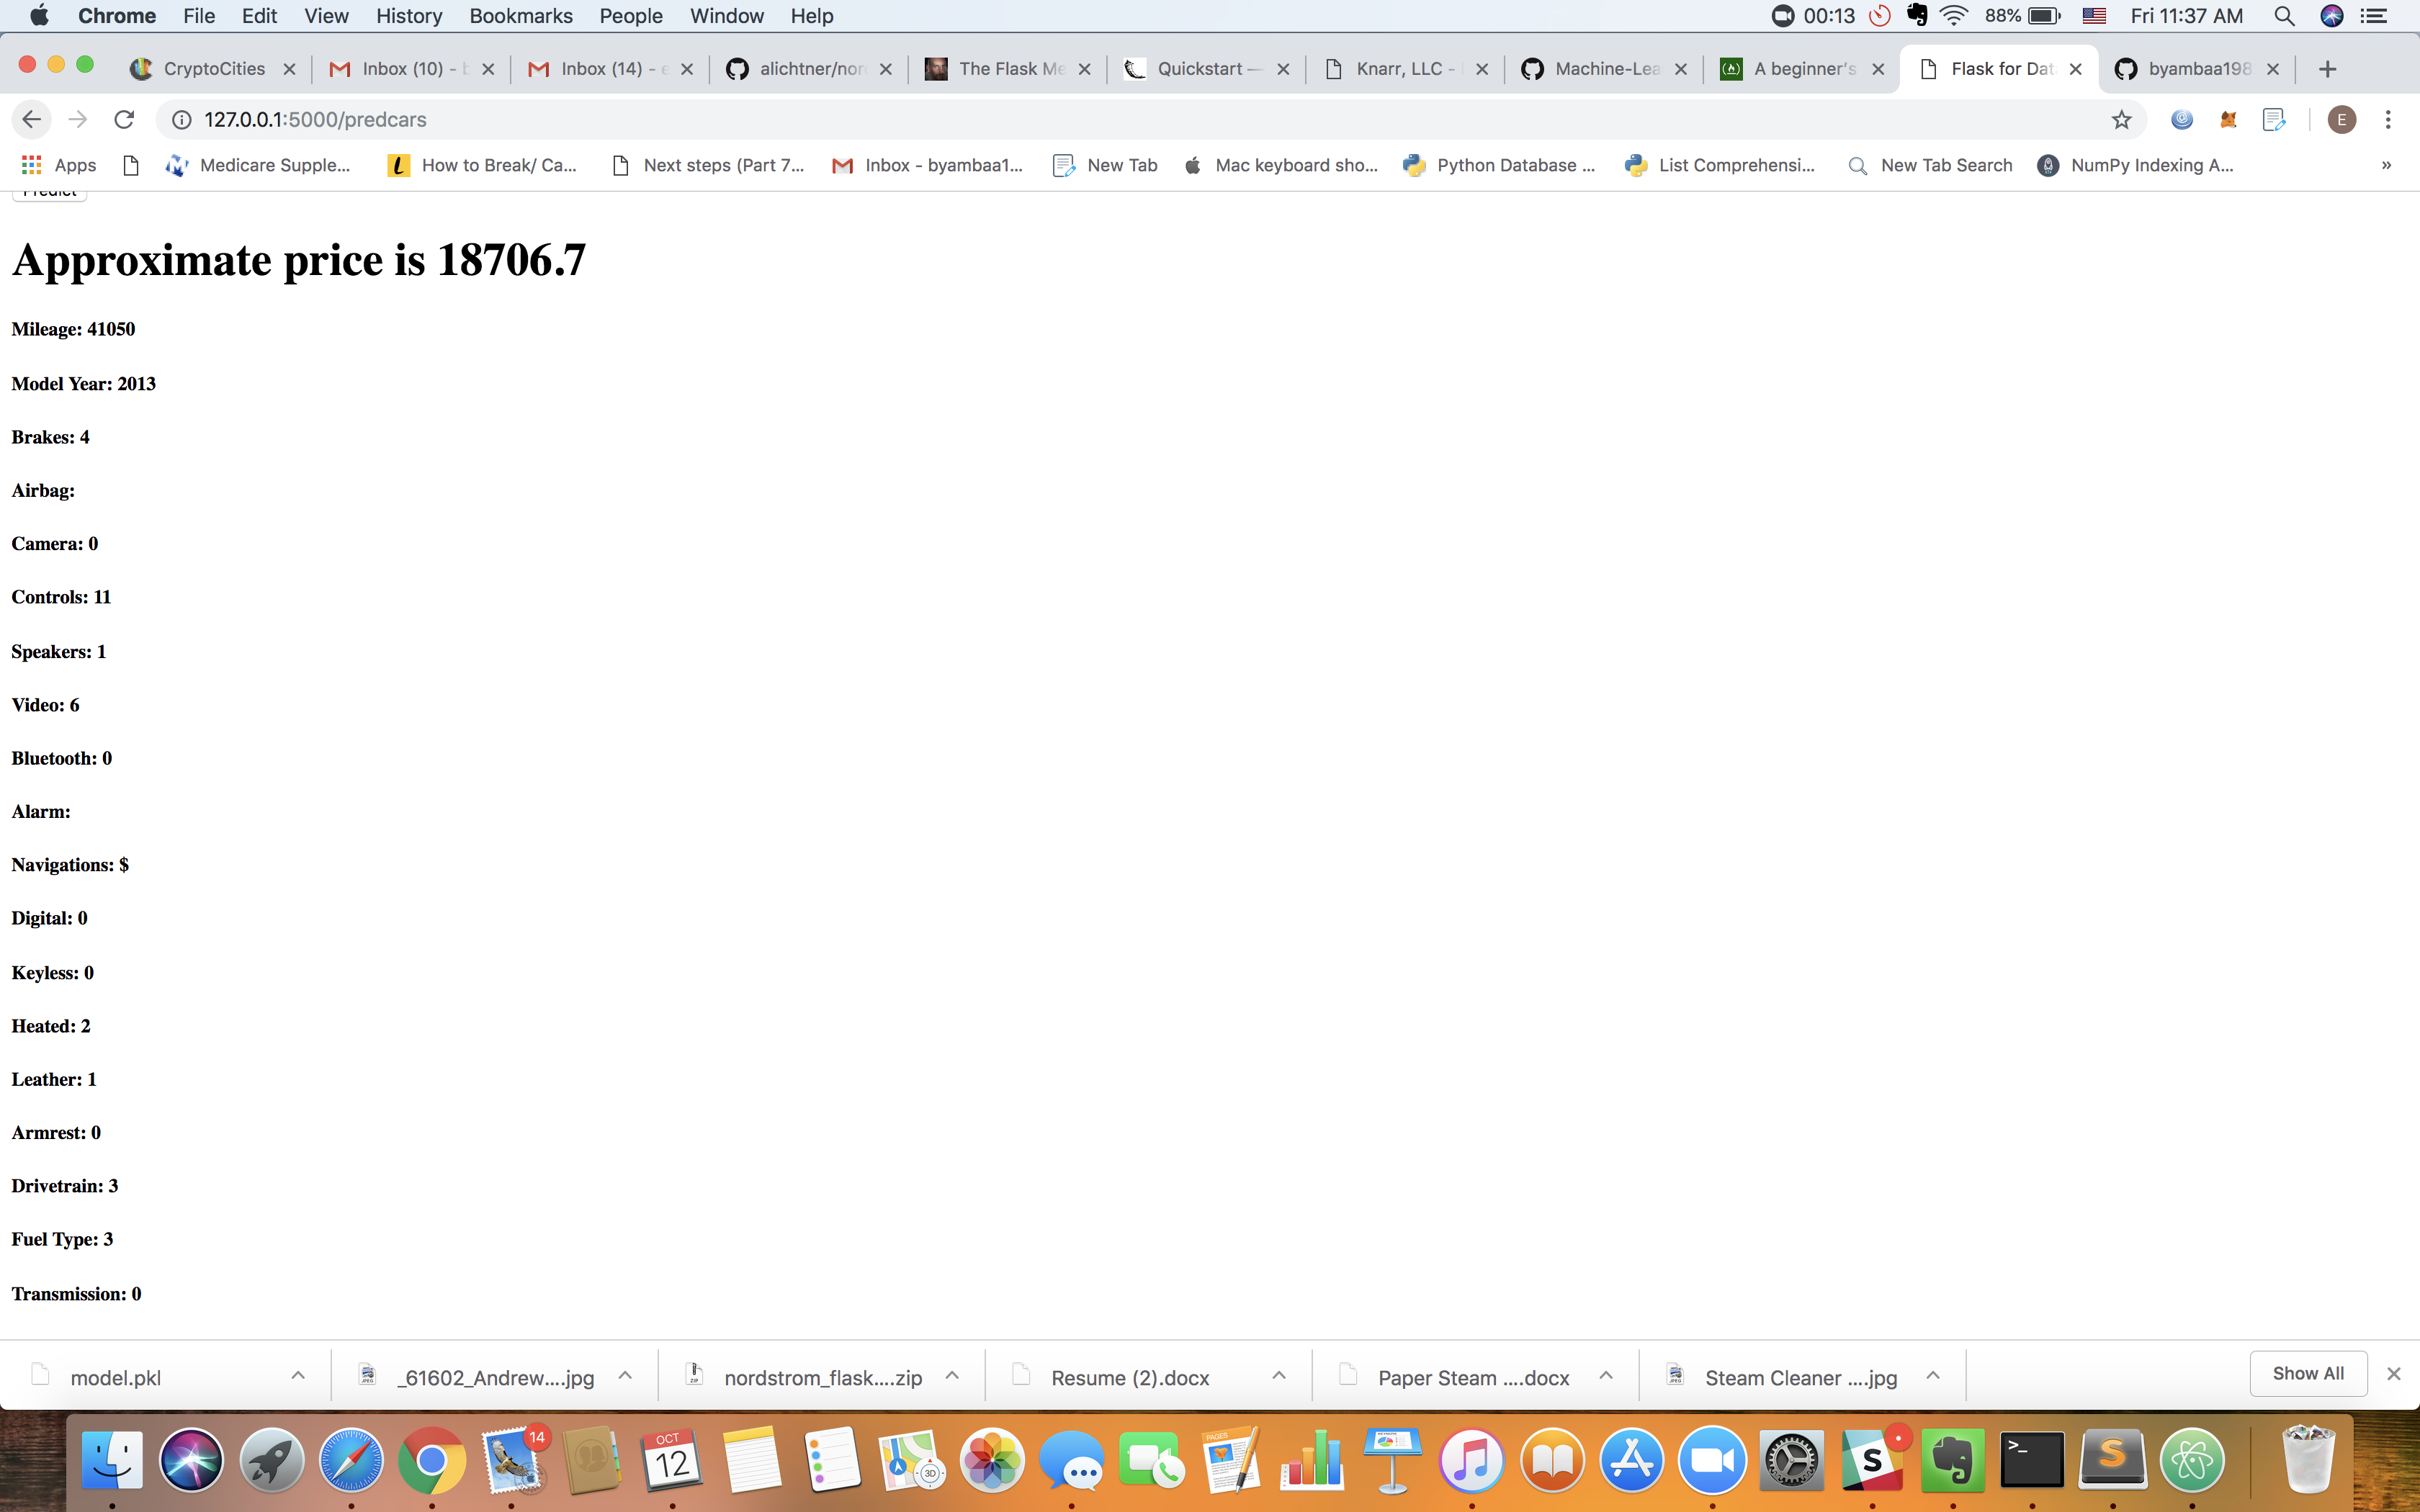 Chrome File Edit View History Bookmarks People Window Help 00:13 88% Fri 11:37 AM
CryptoCities Inbox (10) - Inbox (14) - alichtner/nor The Flask Me Quickstart — Knarr, LLC - Machine-Lea A beginner's Flask for Dat byambaa198
127.0.0.1:5000/predcars E
Apps Medicare Supple... How to Break/ Ca... Next steps (Part 7... Inbox - byambaa1... New Tab Mac keyboard sho... Python Database ... List Comprehensi... New Tab Search NumPy Indexing A... »
Predict
Approximate price is 18706.7
Mileage: 41050
Model Year: 2013
Brakes: 4
Airbag:
Camera: 0
Controls: 11
Speakers: 1
Video: 6
Bluetooth: 0
Alarm:
Navigations: $
Digital: 0
Keyless: 0
Heated: 2
Leather: 1
Armrest: 0
Drivetrain: 3
Fuel Type: 3
Transmission: 0
model.pkl _61602_Andrew....jpg nordstrom_flask....zip Resume (2).docx Paper Steam ....docx Steam Cleaner ....jpg Show All
14
OCT
12
3D
PAGES